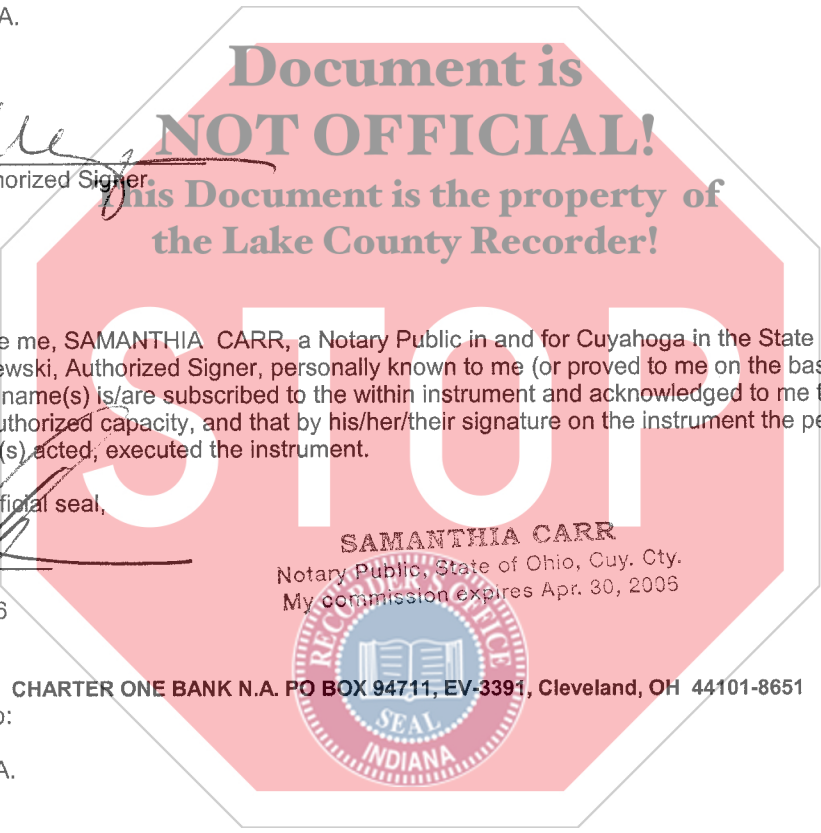 A.
Document is
NOT OFFICIAL!
horized Signer
This Document is the property of
the Lake County Recorder!
STOP
e me, SAMANTHIA CARR, a Notary Public in and for Cuyahoga in the State
ewski, Authorized Signer, personally known to me (or proved to me on the bas
name(s) is/are subscribed to the within instrument and acknowledged to me t
uthorized capacity, and that by his/her/their signature on the instrument the pe
(s) acted, executed the instrument.
ficial seal,
SAMANTHIA CARR
Notary Public, State of Ohio, Cuy. Cty.
My commission expires Apr. 30, 2006
6
RECORDER'S OFFICE
CHARTER ONE BANK N.A. PO BOX 94711, EV-3391, Cleveland, OH 44101-8651
o:
SEAL
INDIANA
A.